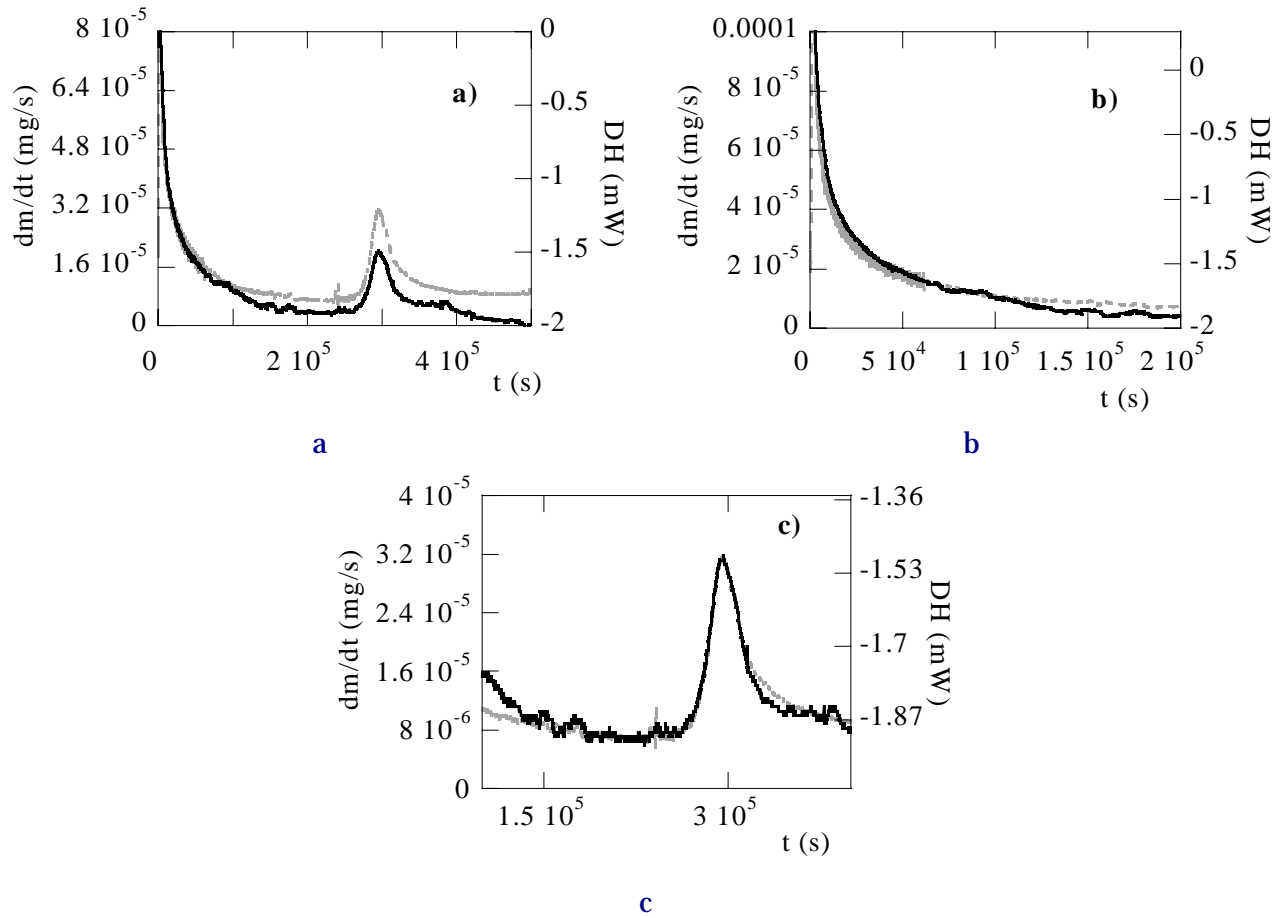 8 10⁻⁵
6.4 10⁻⁵
4.8 10⁻⁵
3.2 10⁻⁵
1.6 10⁻⁵
0
dm/dt (mg/s)
a)
0
-0.5
-1
-1.5
-2
DH (mW)
0
2 10⁵
4 10⁵
t (s)
a
0.0001
8 10⁻⁵
6 10⁻⁵
4 10⁻⁵
2 10⁻⁵
0
dm/dt (mg/s)
b)
0
-0.5
-1
-1.5
-2
DH (mW)
0
5 10⁴
1 10⁵
1.5 10⁵
2 10⁵
t (s)
b
4 10⁻⁵
3.2 10⁻⁵
2.4 10⁻⁵
1.6 10⁻⁵
8 10⁻⁶
0
dm/dt (mg/s)
c)
-1.36
-1.53
-1.7
-1.87
DH (mW)
1.5 10⁵
3 10⁵
t (s)
c